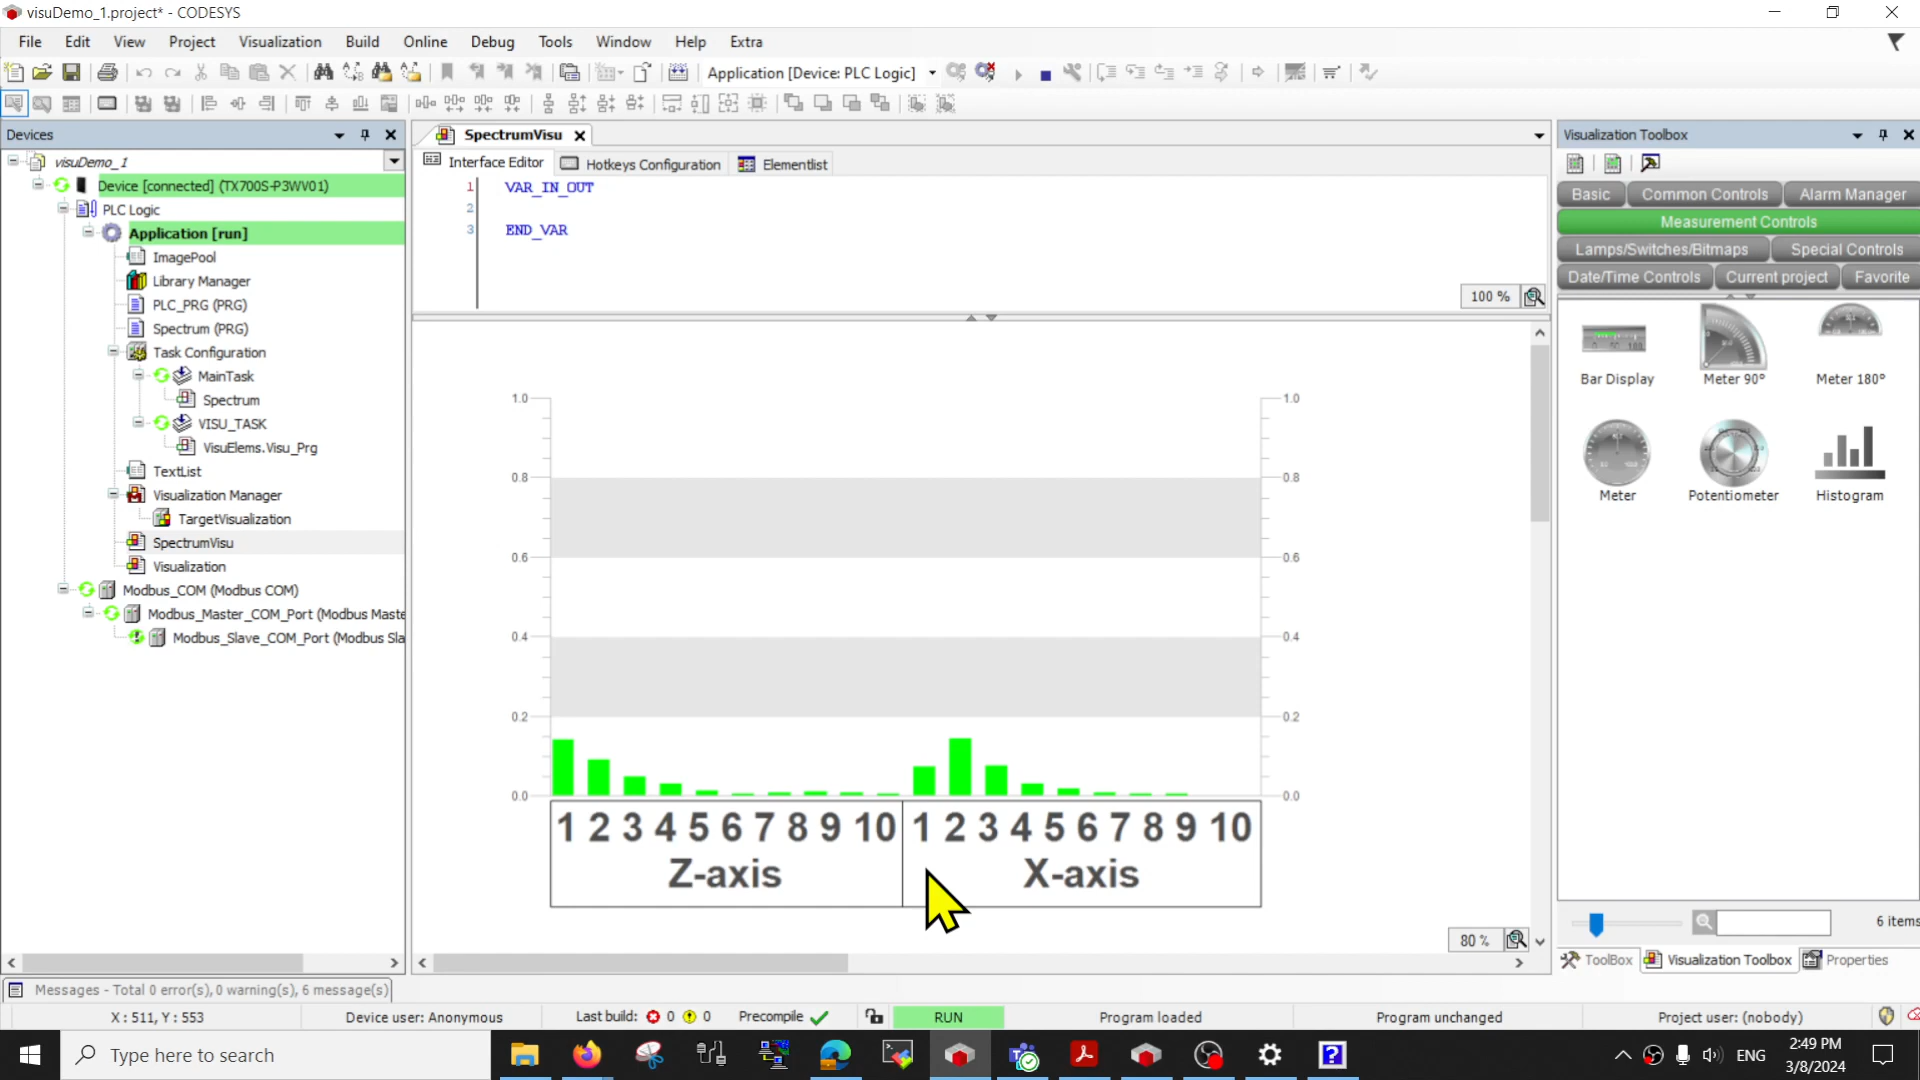 visuDemo_1.project* - CODESYS
File Edit View Project Visualization Build Online Debug Tools Window Help Extra
Application [Device: PLC Logic]
Devices
visuDemo_1
Device [connected] (TX700S-P3WV01)
PLC Logic
Application [run]
ImagePool
Library Manager
PLC_PRG (PRG)
Spectrum (PRG)
Task Configuration
MainTask
Spectrum
VISU_TASK
VisuElems.Visu_Prg
TextList
Visualization Manager
TargetVisualization
SpectrumVisu
Visualization
Modbus_COM (Modbus COM)
Modbus_Master_COM_Port (Modbus Maste
Modbus_Slave_COM_Port (Modbus Sla
SpectrumVisu
Interface Editor Hotkeys Configuration Elementlist
1 VAR_IN_OUT
2
3 END_VAR
100 %
1.0 1.0
0.8 0.8
0.6 0.6
0.4 0.4
0.2 0.2
0.0 0.0
1 2 3 4 5 6 7 8 9 10 1 2 3 4 5 6 7 8 9 10
Z-axis X-axis
80 %
Visualization Toolbox
Basic Common Controls Alarm Manager
Measurement Controls
Lamps/Switches/Bitmaps Special Controls
Date/Time Controls Current project Favorite
Bar Display Meter 90° Meter 180°
Meter Potentiometer Histogram
6 items
ToolBox Visualization Toolbox Properties
Messages - Total 0 error(s), 0 warning(s), 6 message(s)
X : 511, Y : 553 Device user: Anonymous Last build: 0 0 Precompile RUN Program loaded Program unchanged Project user: (nobody)
Type here to search
ENG
2:49 PM
3/8/2024